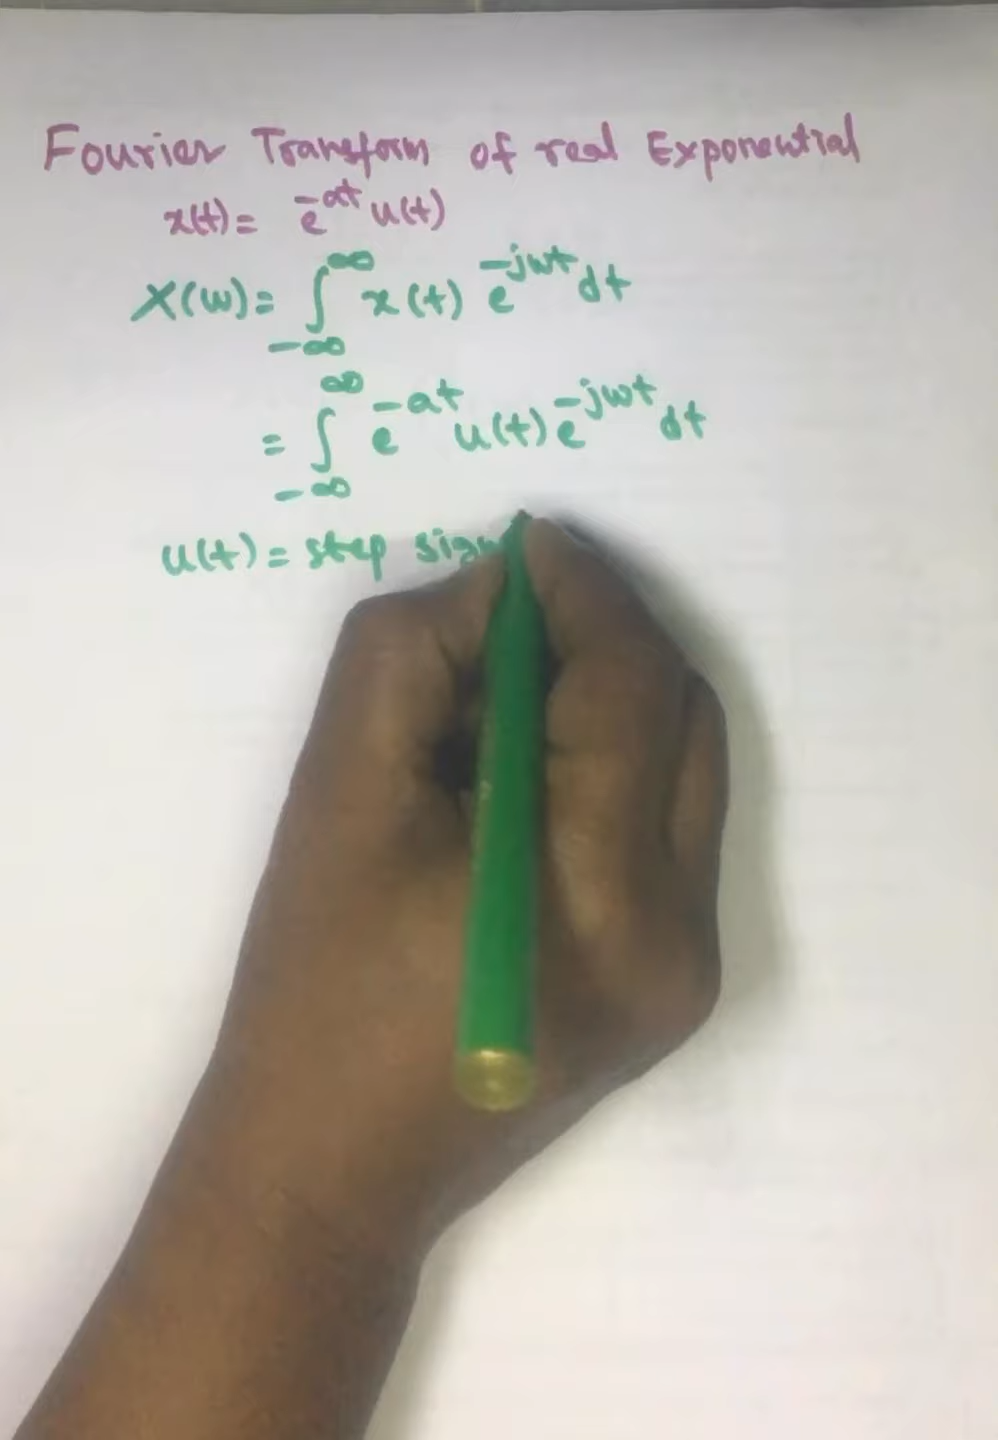 Fourier Transform of real Exponential
x(t) = e^-at u(t)
X(w) = ∫_-∞^∞ x(t) e^-jwt dt
= ∫_-∞^∞ e^-at u(t) e^-jwt dt
u(t) = step